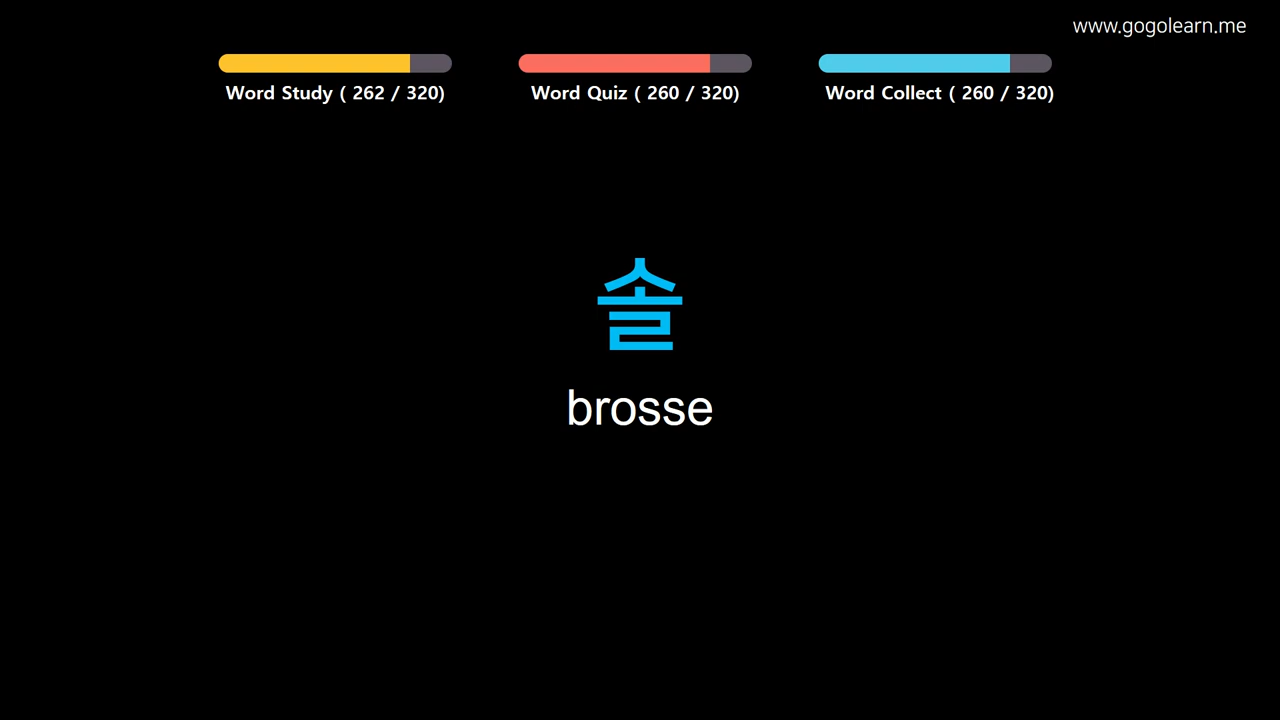 www.gogolearn.me
Word Study ( 262 / 320)
Word Quiz ( 260 / 320)
Word Collect ( 260 / 320)
솔
brosse